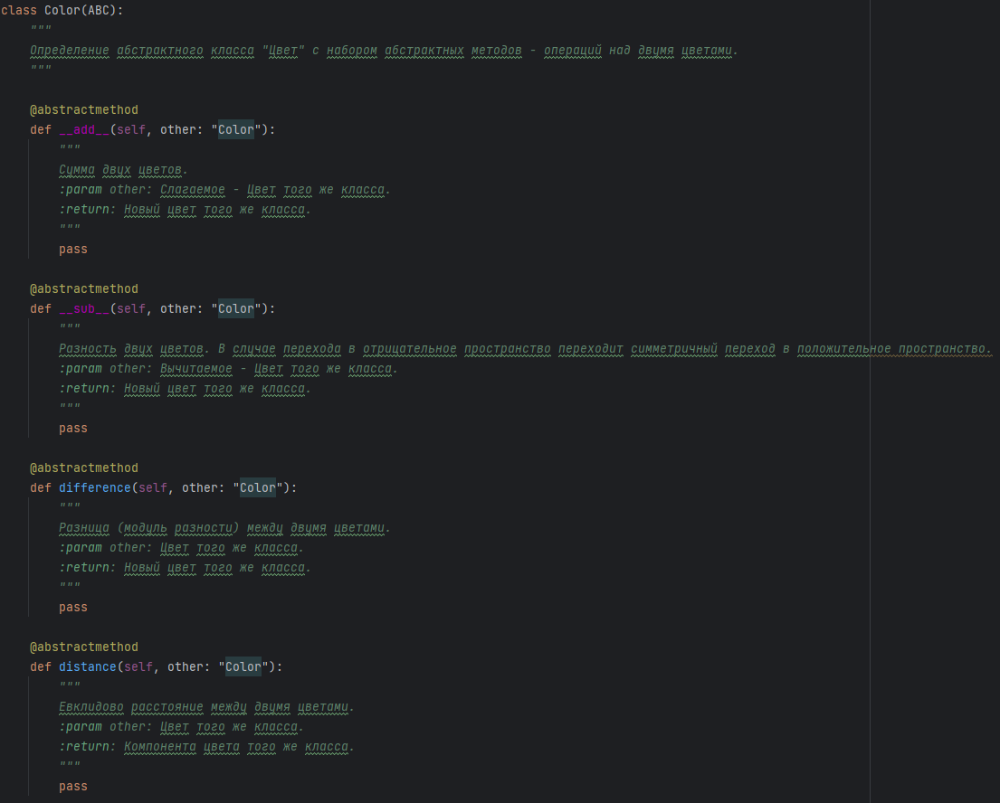 class Color(ABC):
"""
Определение абстрактного класса "Цвет" с набором абстрактных методов - операций над двумя цветами.
"""
@abstractmethod
def __add__(self, other: "Color"):
"""
Сумма двух цветов.
:param other: Слагаемое - Цвет того же класса.
:return: Новый цвет того же класса.
"""
pass
@abstractmethod
def __sub__(self, other: "Color"):
"""
Разность двух цветов. В случае перехода в отрицательное пространство переходит симметричный переход в положительное пространство.
:param other: Вычитаемое - Цвет того же класса.
:return: Новый цвет того же класса.
"""
pass
@abstractmethod
def difference(self, other: "Color"):
"""
Разница (модуль разности) между двумя цветами.
:param other: Цвет того же класса.
:return: Новый цвет того же класса.
"""
pass
@abstractmethod
def distance(self, other: "Color"):
"""
Евклидово расстояние между двумя цветами.
:param other: Цвет того же класса.
:return: Компонента цвета того же класса.
"""
pass